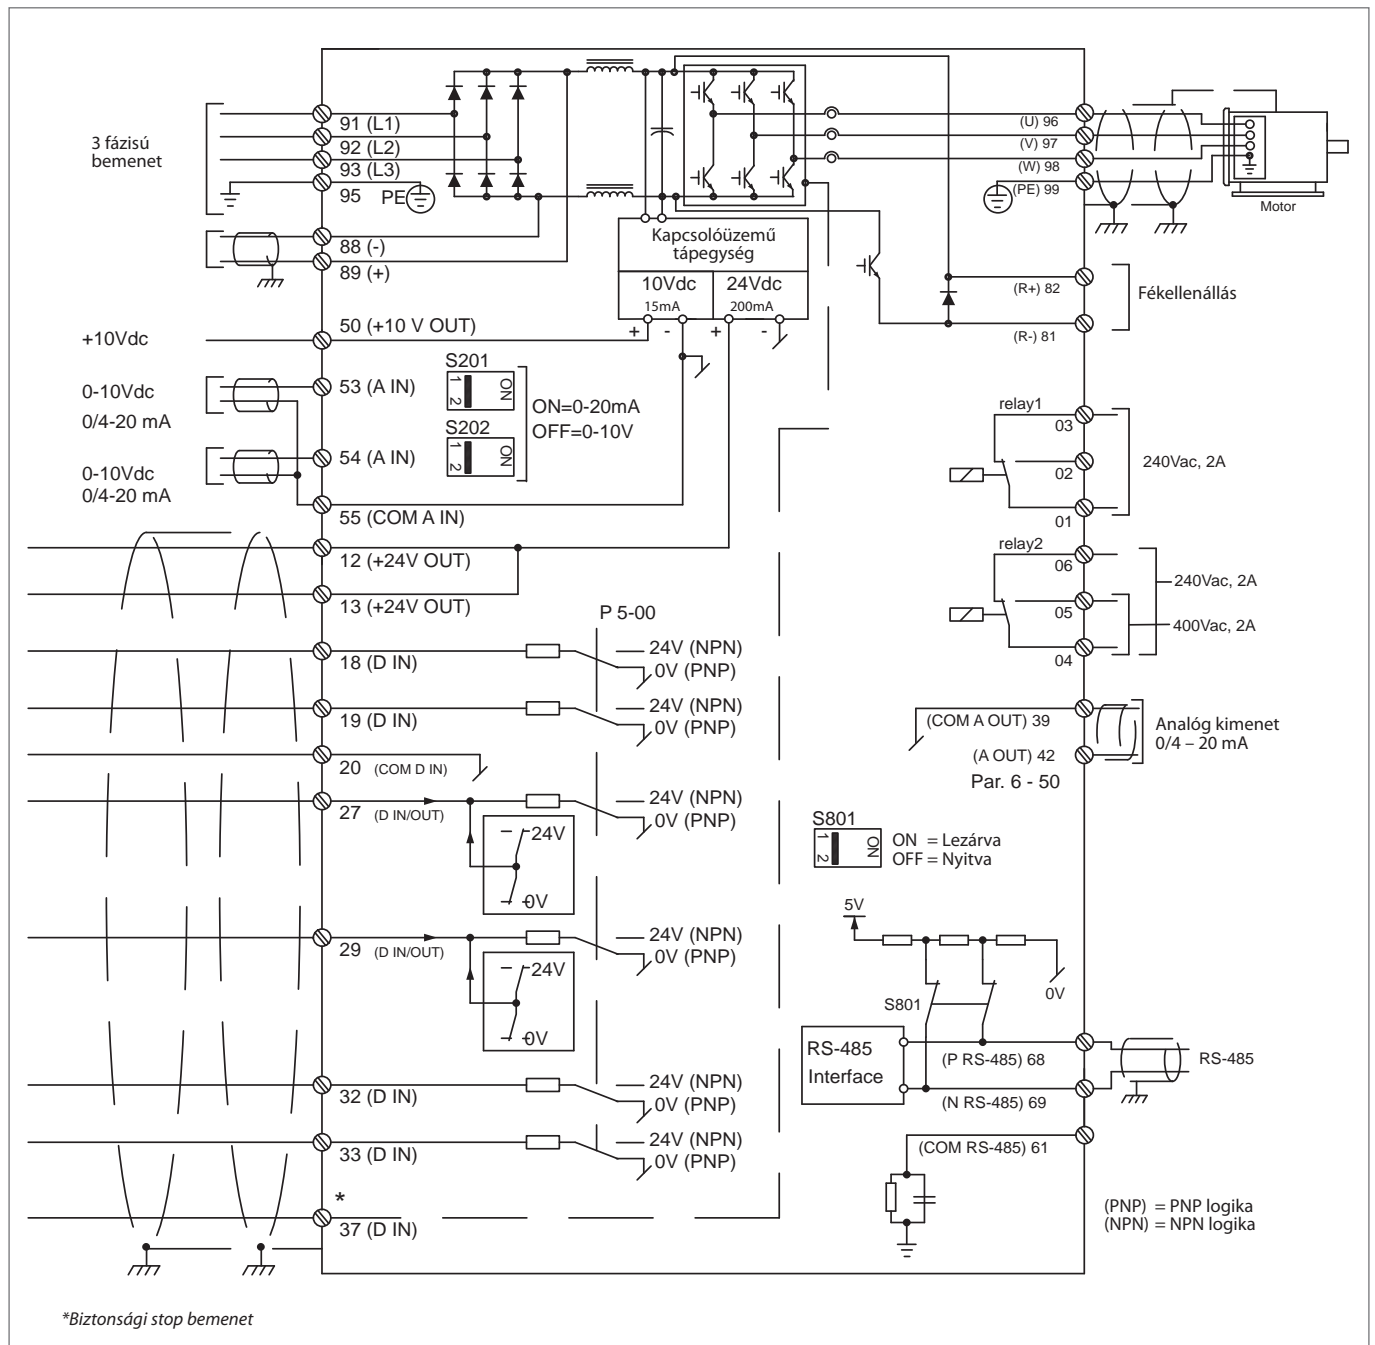 3 fázisú
bemenet
91 (L1)
92 (L2)
93 (L3)
95
PE
88 (-)
89 (+)
50 (+10 V OUT)
+10Vdc
0-10Vdc
0/4-20 mA
53 (A IN)
S201
1
2
ON
S202
1
2
ON
ON=0-20mA
OFF=0-10V
0-10Vdc
0/4-20 mA
54 (A IN)
55 (COM A IN)
12 (+24V OUT)
13 (+24V OUT)
Kapcsolóüzemű
tápegység
10Vdc
15mA
24Vdc
200mA
+
-
+
-
(U) 96
(V) 97
(W) 98
(PE) 99
Motor
(R+) 82
(R-) 81
Fékellenállás
relay1
03
02
01
240Vac, 2A
relay2
06
05
04
240Vac, 2A
400Vac, 2A
P 5-00
18 (D IN)
24V (NPN)
0V (PNP)
19 (D IN)
24V (NPN)
0V (PNP)
20 (COM D IN)
27 (D IN/OUT)
24V (NPN)
0V (PNP)
24V
0V
29 (D IN/OUT)
24V (NPN)
0V (PNP)
24V
0V
32 (D IN)
24V (NPN)
0V (PNP)
33 (D IN)
24V (NPN)
0V (PNP)
*
37 (D IN)
(COM A OUT) 39
(A OUT) 42
Par. 6 - 50
Analóg kimenet
0/4 – 20 mA
S801
1
2
ON
ON = Lezárva
OFF = Nyitva
5V
0V
S801
RS-485
Interface
(P RS-485) 68
(N RS-485) 69
RS-485
(COM RS-485) 61
(PNP) = PNP logika
(NPN) = NPN logika
*Biztonsági stop bemenet